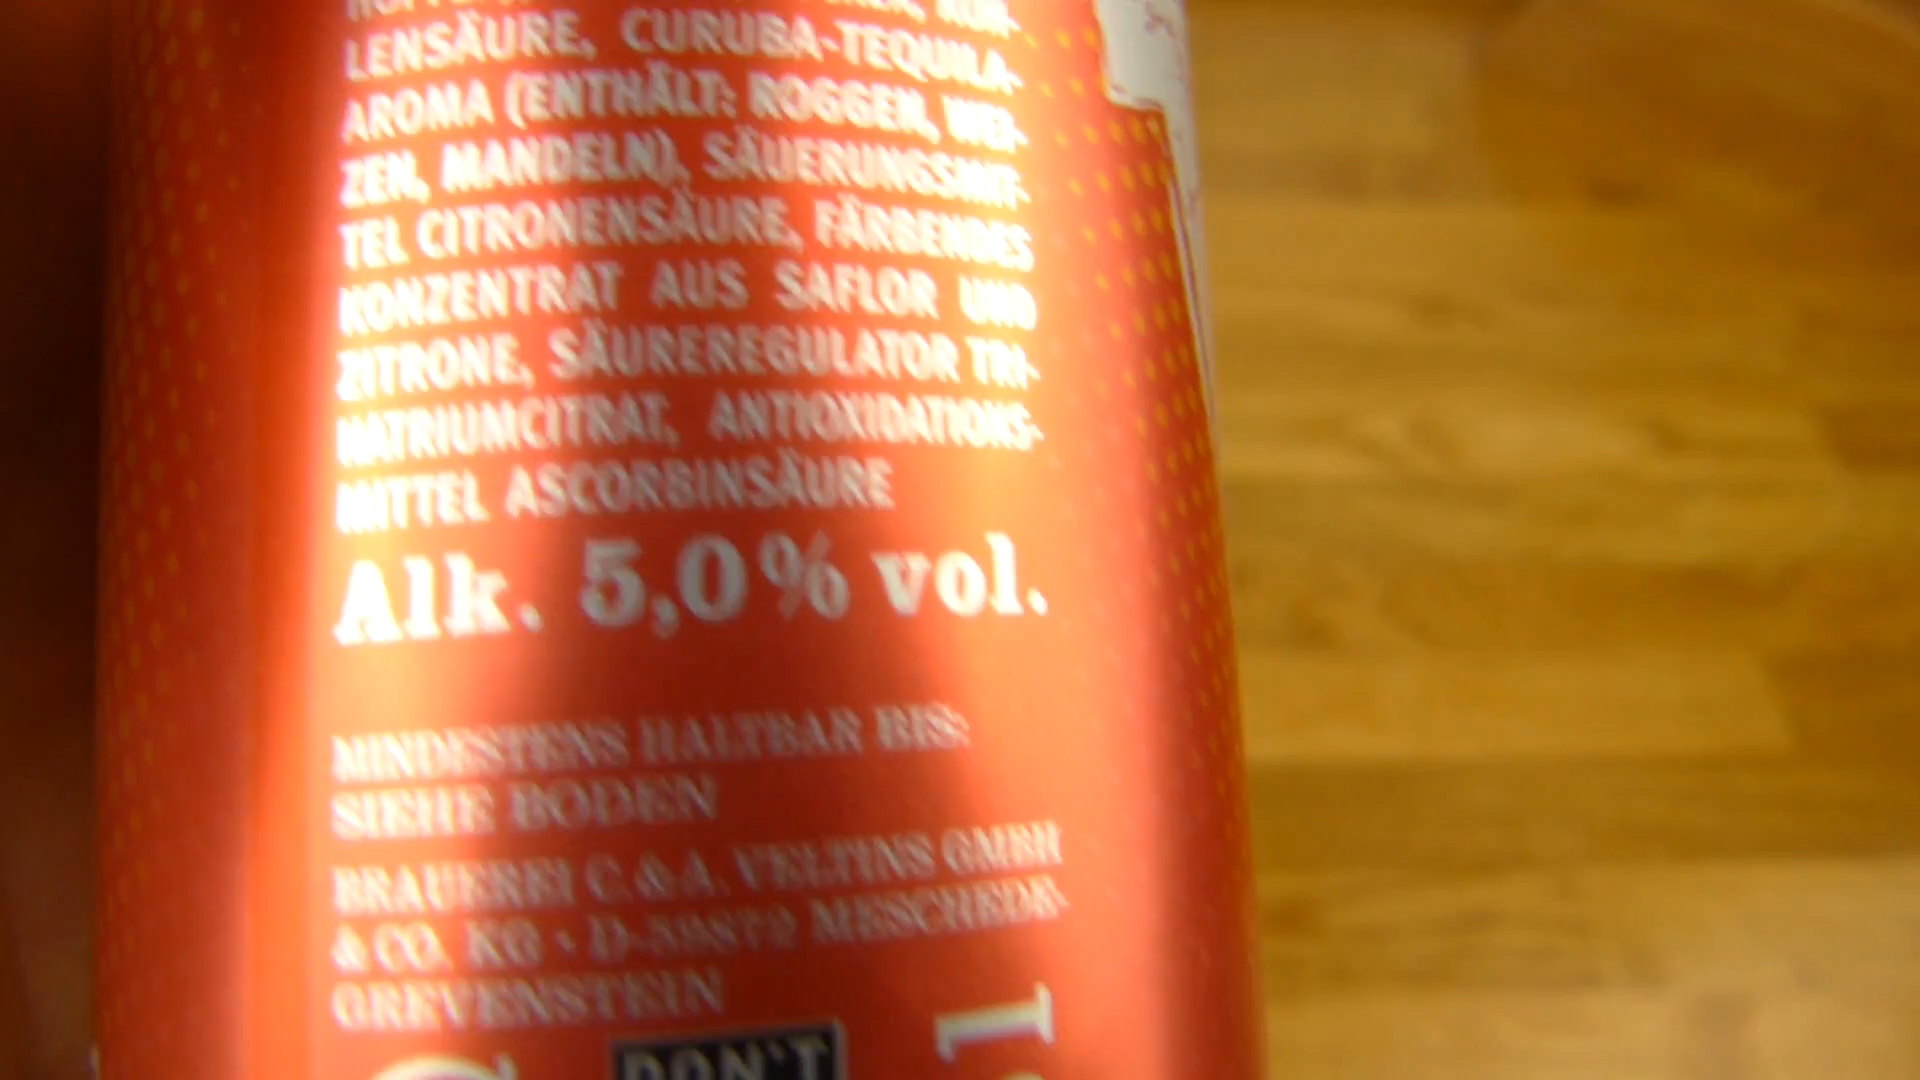 LENSÄURE, CURUBA-TEQUILA-
AROMA (ENTHÄLT: ROGGEN, WEI-
ZEN, MANDELN), SÄUERUNGSMIT-
TEL CITRONENSÄURE, FÄRBENDES
KONZENTRAT AUS SAFLOR UND
ZITRONE, SÄUREREGULATOR TRI-
NATRIUMCITRAT, ANTIOXIDATIONS-
MITTEL ASCORBINSÄURE
Alk. 5,0% vol.
MINDESTENS HALTBAR BIS:
SIEHE BODEN
BRAUEREI C. & A. VELTINS GMBH
& CO. KG · D-59872 MESCHEDE-
GREVENSTEIN
DON'T